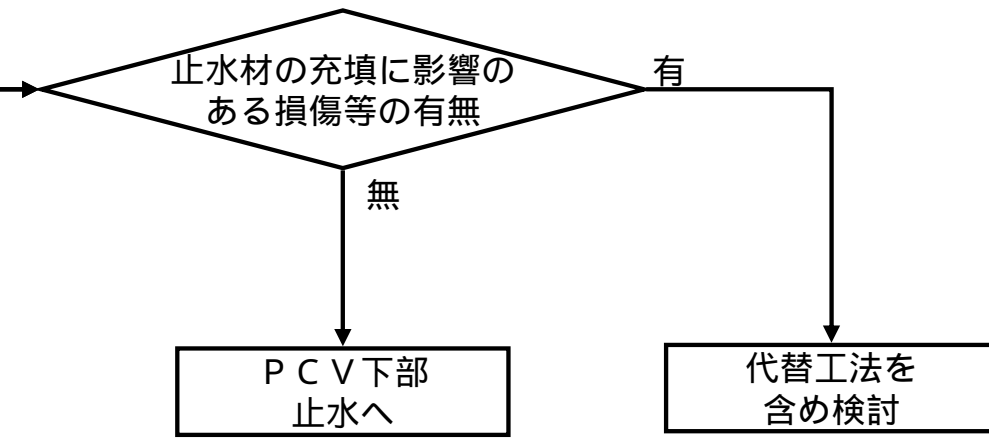 止水材の充填に影響の
ある損傷等の有無
有
無
ＰＣＶ下部
止水へ
代替工法を
含め検討